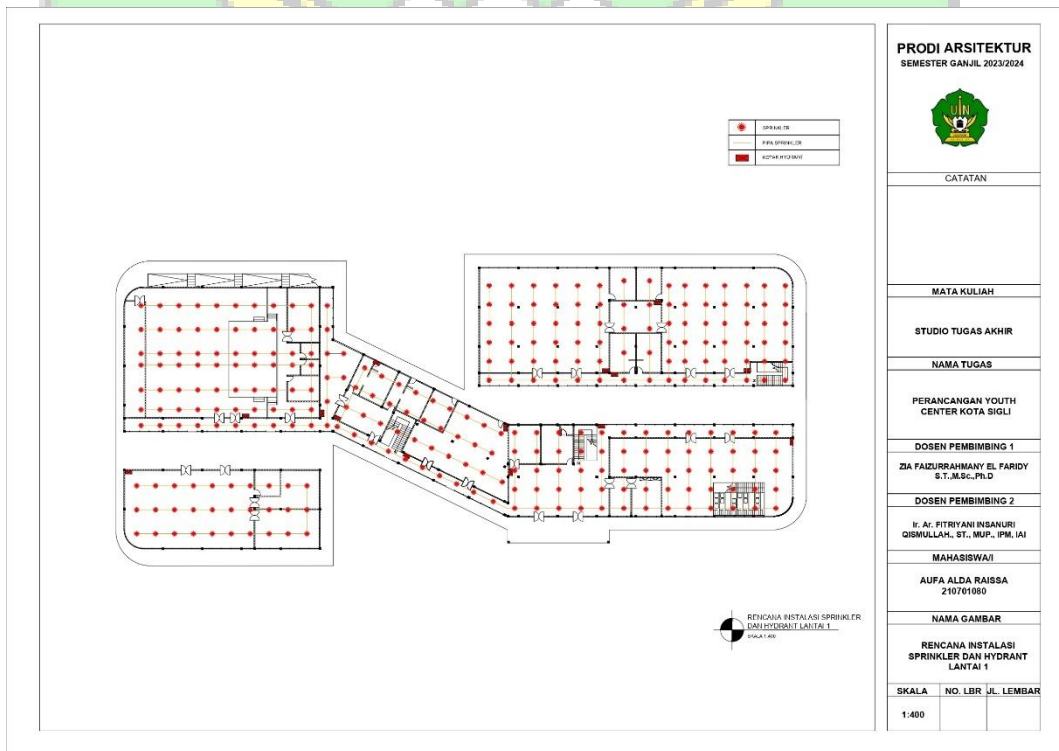 SPRINKLER
PIPA SPRINKLER
KOTAK HYDRANT
RENCANA INSTALASI SPRINKLER
DAN HYDRANT LANTAI 1
SKALA 1:400
PRODI ARSITEKTUR
SEMESTER GANJIL 2023/2024
UIN
CATATAN
MATA KULIAH
STUDIO TUGAS AKHIR
NAMA TUGAS
PERANCANGAN YOUTH
CENTER KOTA SIGLI
DOSEN PEMBIMBING 1
ZIA FAIZURRAHMANY EL FARIDY
S.T.,M.Sc.,Ph.D
DOSEN PEMBIMBING 2
Ir. Ar. FITRIYANI INSANURI
QISMULLAH., ST., MUP., IPM, IAI
MAHASISWA/I
AUFA ALDA RAISSA
210701080
NAMA GAMBAR
RENCANA INSTALASI
SPRINKLER DAN HYDRANT
LANTAI 1
SKALA NO. LBR JL. LEMBAR
1:400